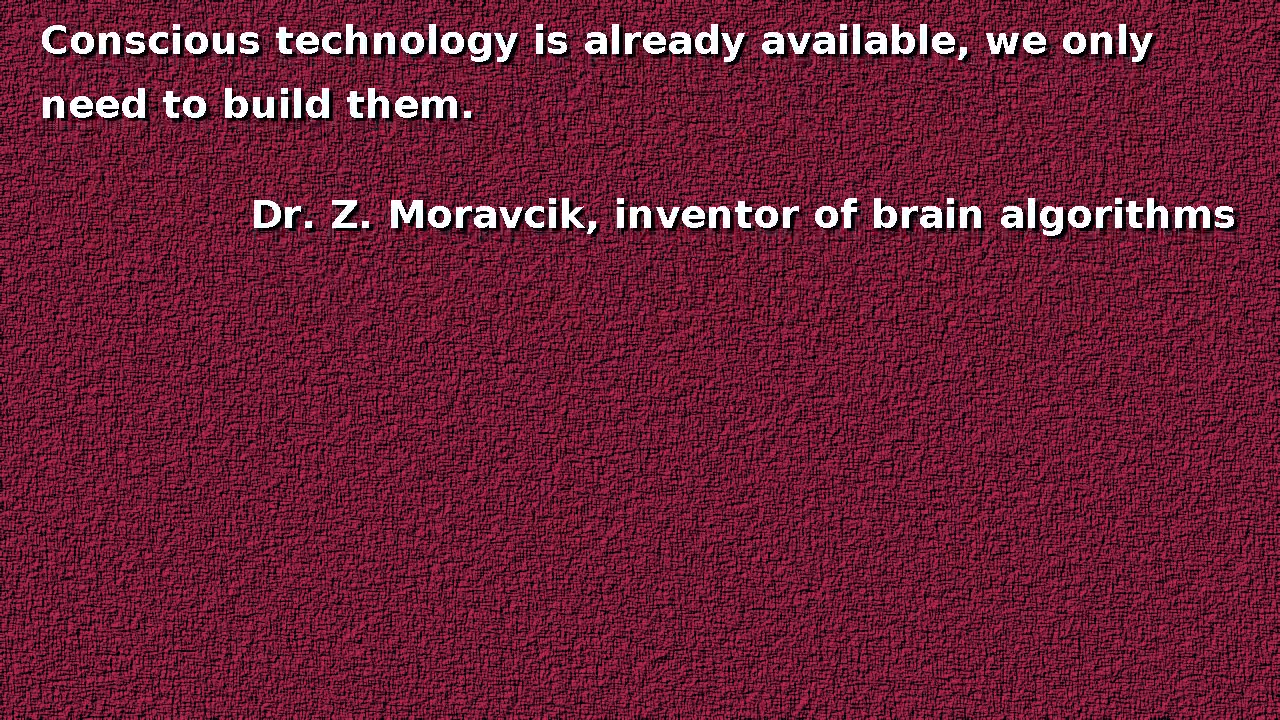 Conscious technology is already available, we only
need to build them.
Dr. Z. Moravcik, inventor of brain algorithms